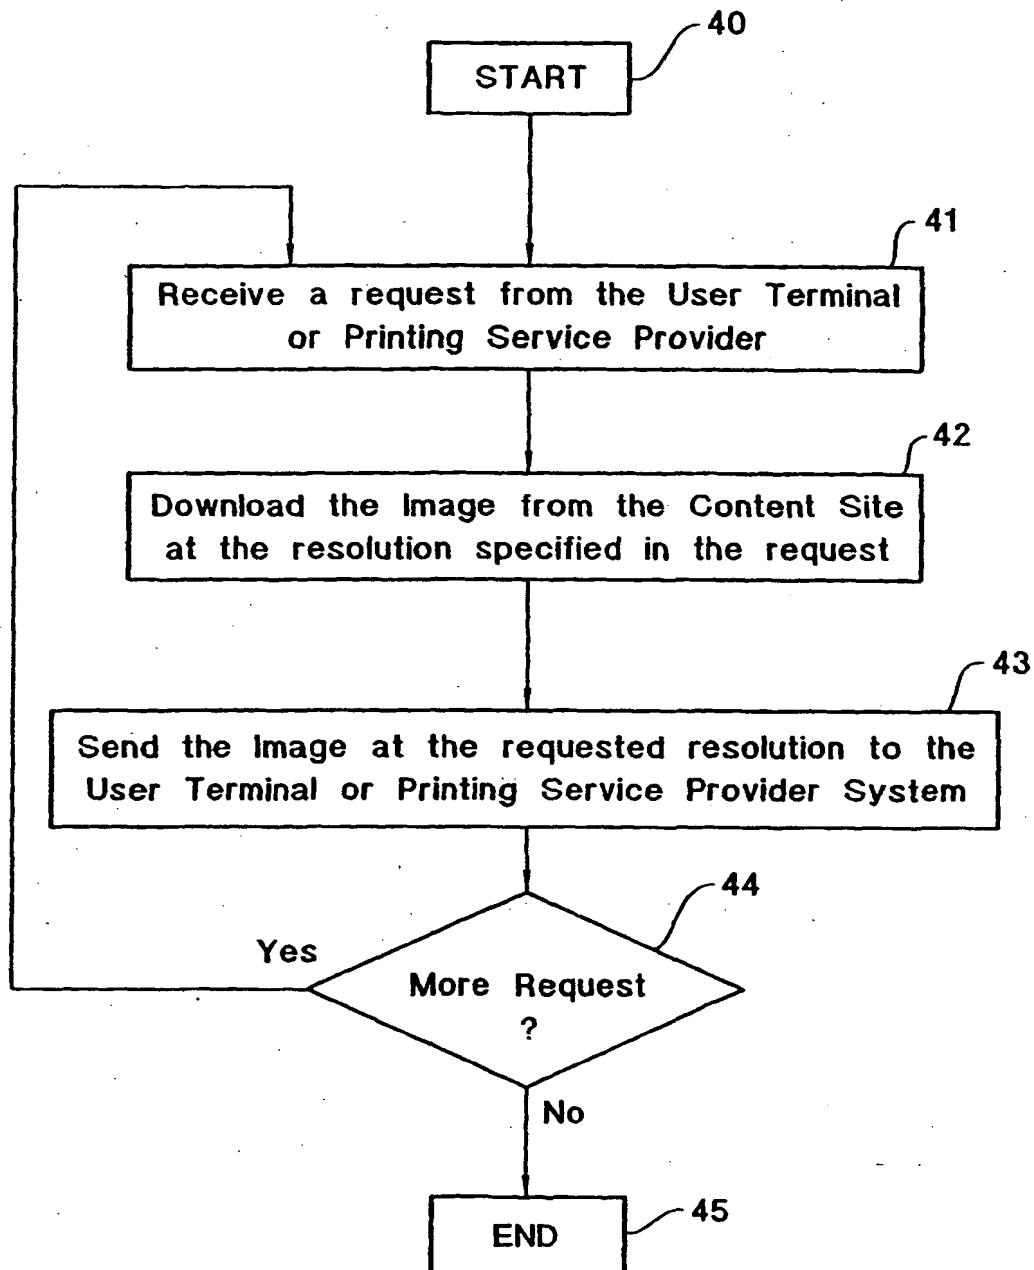 40
START
41
Receive a request from the User Terminal
or Printing Service Provider
42
Download the Image from the Content Site
at the resolution specified in the request
43
Send the Image at the requested resolution to the
User Terminal or Printing Service Provider System
44
Yes
More Request
?
No
45
END